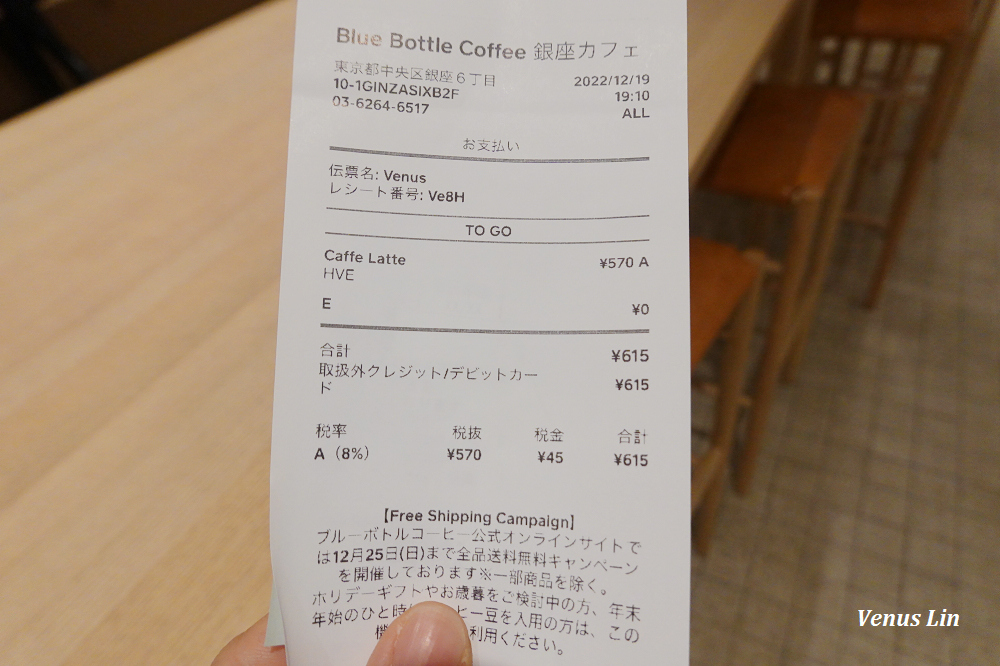 Blue Bottle Coffee 銀座カフェ
東京都中央区銀座６丁目
10-1GINZASIXB2F
03-6264-6517
2022/12/19
19:10
ALL
お支払い
伝票名: Venus
レシート番号: Ve8H
TO GO
Caffe Latte ¥570 A
HVE
E ¥0
合計 ¥615
取扱外クレジット/デビットカー
ド ¥615
税率 税抜 税金 合計
A（8%） ¥570 ¥45 ¥615
【Free Shipping Campaign】
ブルーボトルコーヒー公式オンラインサイトで
は12月25日(日)まで全品送料無料キャンペーン
を開催しております※一部商品を除く。
ホリデーギフトやお歳暮をご検討中の方、年末
年始のひと時 ヒー豆を入用の方は、この
機 利用ください。
Venus Lin